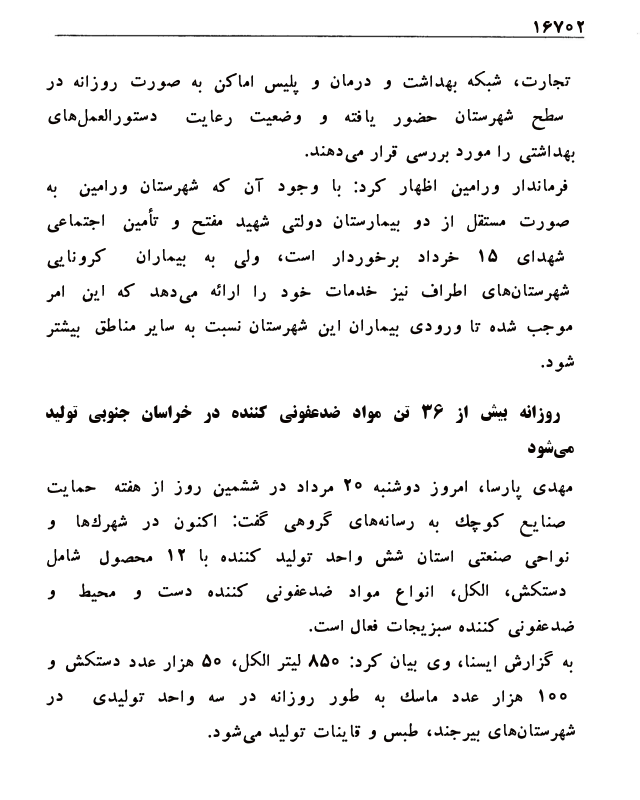 ۱۶۷۰۲
تجارت، شبکه بهداشت و درمان و پلیس اماکن به صورت روزانه در
سطح شهرستان حضور یافته و وضعیت رعایت دستورالعمل‌های
بهداشتی را مورد بررسی قرار می‌دهند.
فرماندار ورامین اظهار کرد: با وجود آن که شهرستان ورامین به
صورت مستقل از دو بیمارستان دولتی شهید مفتح و تأمین اجتماعی
شهدای ۱۵ خرداد برخوردار است، ولی به بیماران کرونایی
شهرستان‌های اطراف نیز خدمات خود را ارائه می‌دهد که این امر
موجب شده تا ورودی بیماران این شهرستان نسبت به سایر مناطق بیشتر
شود.
روزانه بیش از ۳۶ تن مواد ضدعفونی کننده در خراسان جنوبی تولید
می‌شود
مهدی پارسا، امروز دوشنبه ۲۰ مرداد در ششمین روز از هفته حمایت
صنایع کوچک به رسانه‌های گروهی گفت: اکنون در شهرک‌ها و
نواحی صنعتی استان شش واحد تولید کننده با ۱۲ محصول شامل
دستکش، الکل، انواع مواد ضدعفونی کننده دست و محیط و
ضدعفونی کننده سبزیجات فعال است.
به گزارش ایسنا، وی بیان کرد: ۸۵۰ لیتر الکل، ۵۰ هزار عدد دستکش و
۱۰۰ هزار عدد ماسک به طور روزانه در سه واحد تولیدی در
شهرستان‌های بیرجند، طبس و قاینات تولید می‌شود.